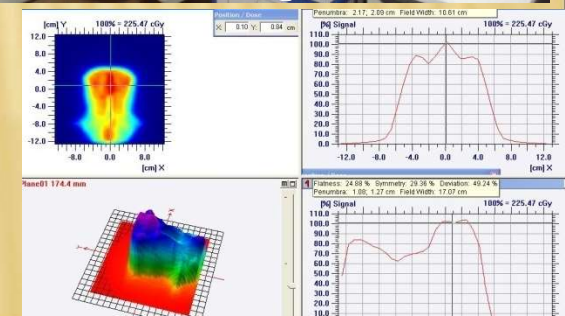 [cm] Y 100% = 225.47 cGy
12.0
8.0
4.0
0.0
-4.0
-8.0
-12.0
-8.0 0.0 8.0
[cm] X
Position / Dose
X: 0.10 Y: 0.84 cm
Penumbra: 2.17; 2.09 cm Field Width: 10.61 cm
[%] Signal 100% = 225.47 cGy
110.0
100.0
90.0
80.0
70.0
60.0
50.0
40.0
30.0
20.0
10.0
0.0
-12.0 -8.0 -4.0 0.0 4.0 8.0 12.0
[cm] X
Plane01 174.4 mm
1 Flatness: 24.88 % Symmetry: 29.36 % Deviation: 49.24 %
Penumbra: 1.08; 1.27 cm Field Width: 17.07 cm
[%] Signal 100% = 225.47 cGy
110.0
100.0
90.0
80.0
70.0
60.0
50.0
40.0
30.0
20.0
10.0